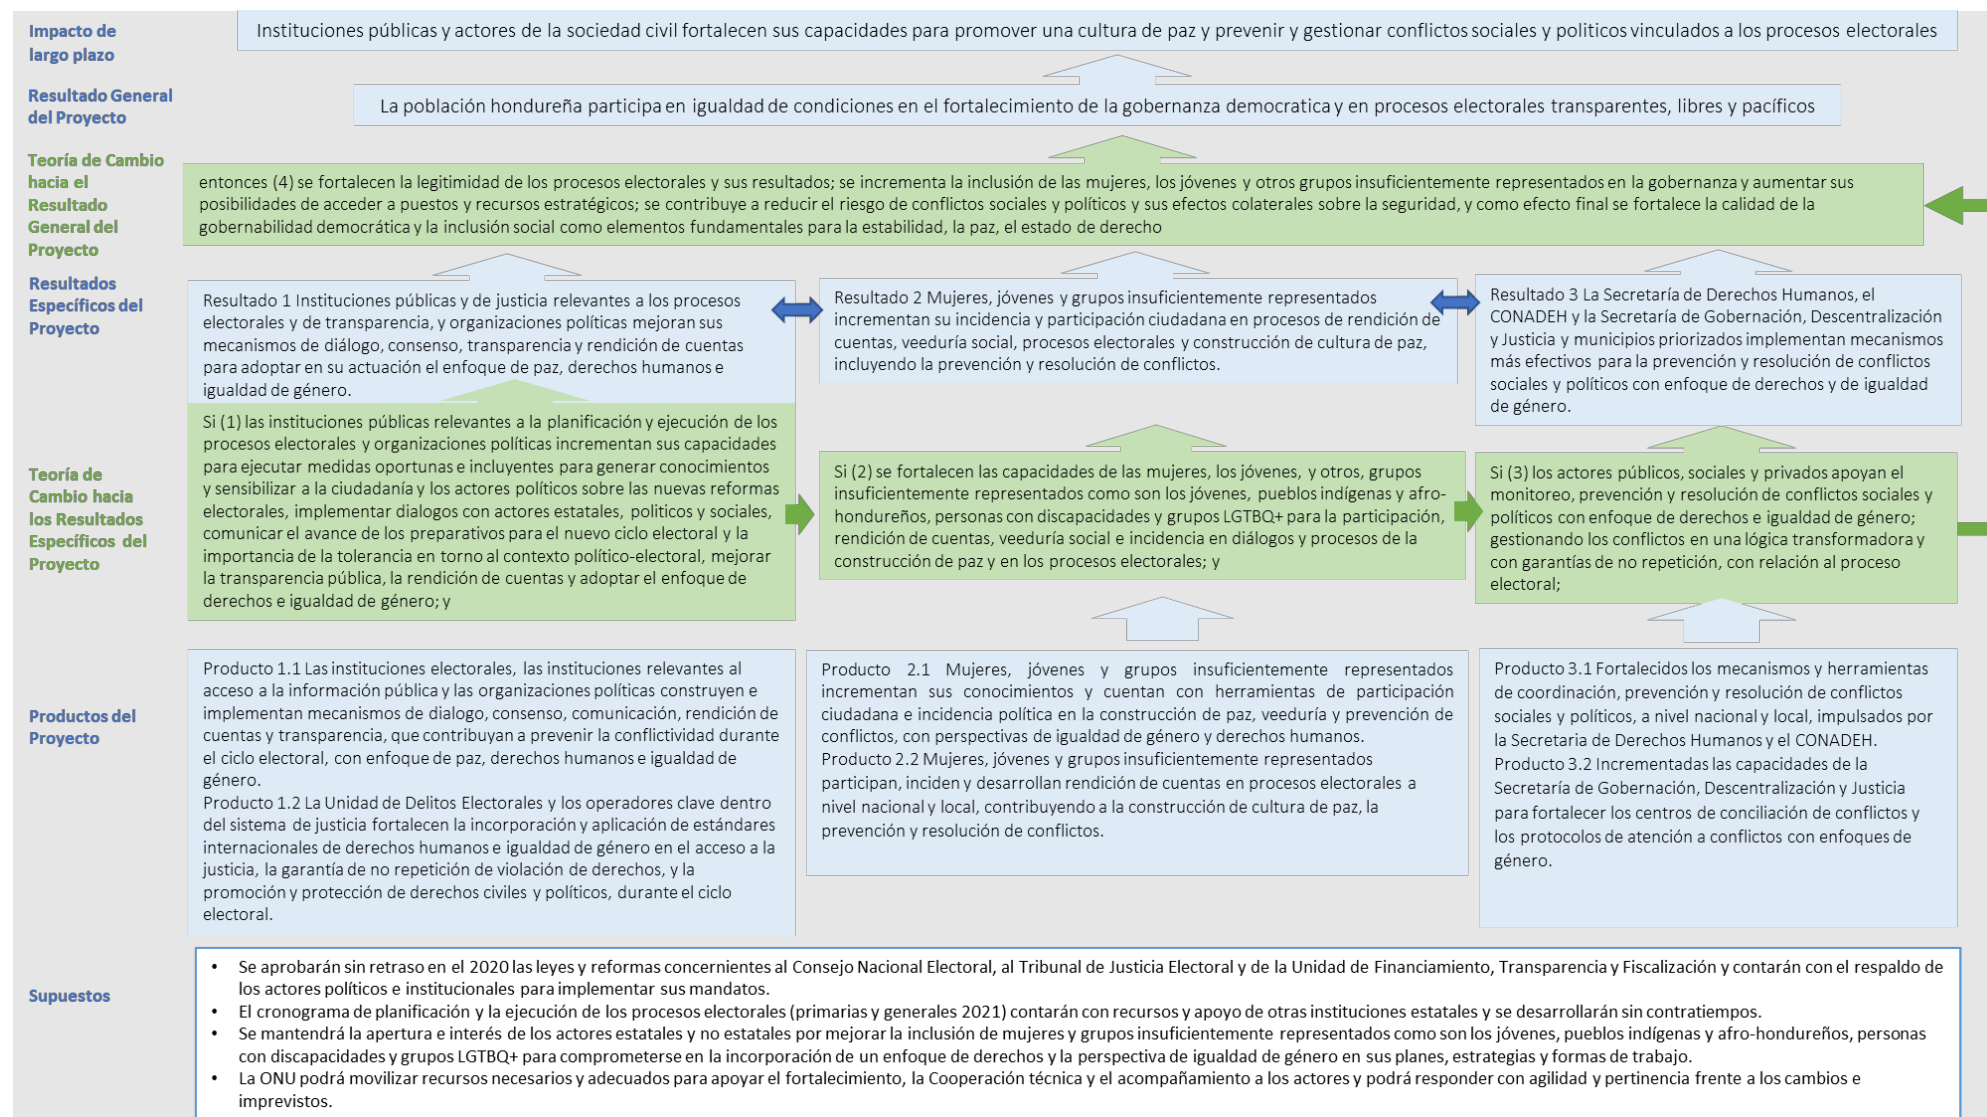 Impacto de
largo plazo
Instituciones públicas y actores de la sociedad civil fortalecen sus capacidades para promover una cultura de paz y prevenir y gestionar conflictos sociales y politicos vinculados a los procesos electorales
Resultado General
del Proyecto
La población hondureña participa en igualdad de condiciones en el fortalecimiento de la gobernanza democratica y en procesos electorales transparentes, libres y pacíficos
Teoría de Cambio
hacia el
Resultado
General del
Proyecto
entonces (4) se fortalecen la legitimidad de los procesos electorales y sus resultados; se incrementa la inclusión de las mujeres, los jóvenes y otros grupos insuficientemente representados en la gobernanza y aumentar sus
posibilidades de acceder a puestos y recursos estratégicos; se contribuye a reducir el riesgo de conflictos sociales y políticos y sus efectos colaterales sobre la seguridad, y como efecto final se fortalece la calidad de la
gobernabilidad democrática y la inclusión social como elementos fundamentales para la estabilidad, la paz, el estado de derecho
Resultados
Específicos del
Proyecto
Resultado 1 Instituciones públicas y de justicia relevantes a los procesos
electorales y de transparencia, y organizaciones políticas mejoran sus
mecanismos de diálogo, consenso, transparencia y rendición de cuentas
para adoptar en su actuación el enfoque de paz, derechos humanos e
igualdad de género.
Resultado 2 Mujeres, jóvenes y grupos insuficientemente representados
incrementan su incidencia y participación ciudadana en procesos de rendición de
cuentas, veeduría social, procesos electorales y construcción de cultura de paz,
incluyendo la prevención y resolución de conflictos.
Resultado 3 La Secretaría de Derechos Humanos, el
CONADEH y la Secretaría de Gobernación, Descentralización
y Justicia y municipios priorizados implementan mecanismos
más efectivos para la prevención y resolución de conflictos
sociales y políticos con enfoque de derechos y de igualdad
de género.
Teoría de
Cambio hacia
los Resultados
Específicos del
Proyecto
Si (1) las instituciones públicas relevantes a la planificación y ejecución de los
procesos electorales y organizaciones políticas incrementan sus capacidades
para ejecutar medidas oportunas e incluyentes para generar conocimientos
y sensibilizar a la ciudadanía y los actores políticos sobre las nuevas reformas
electorales, implementar dialogos con actores estatales, politicos y sociales,
comunicar el avance de los preparativos para el nuevo ciclo electoral y la
importancia de la tolerancia en torno al contexto político-electoral, mejorar
la transparencia pública, la rendición de cuentas y adoptar el enfoque de
derechos e igualdad de género; y
Si (2) se fortalecen las capacidades de las mujeres, los jóvenes, y otros, grupos
insuficientemente representados como son los jóvenes, pueblos indígenas y afro-
hondureños, personas con discapacidades y grupos LGTBQ+ para la participación,
rendición de cuentas, veeduría social e incidencia en diálogos y procesos de la
construcción de paz y en los procesos electorales; y
Si (3) los actores públicos, sociales y privados apoyan el
monitoreo, prevención y resolución de conflictos sociales y
políticos con enfoque de derechos e igualdad de género;
gestionando los conflictos en una lógica transformadora y
con garantías de no repetición, con relación al proceso
electoral;
Productos del
Proyecto
Producto 1.1 Las instituciones electorales, las instituciones relevantes al
acceso a la información pública y las organizaciones políticas construyen e
implementan mecanismos de dialogo, consenso, comunicación, rendición de
cuentas y transparencia, que contribuyan a prevenir la conflictividad durante
el ciclo electoral, con enfoque de paz, derechos humanos e igualdad de
género.
Producto 1.2 La Unidad de Delitos Electorales y los operadores clave dentro
del sistema de justicia fortalecen la incorporación y aplicación de estándares
internacionales de derechos humanos e igualdad de género en el acceso a la
justicia, la garantía de no repetición de violación de derechos, y la
promoción y protección de derechos civiles y políticos, durante el ciclo
electoral.
Producto 2.1 Mujeres, jóvenes y grupos insuficientemente representados
incrementan sus conocimientos y cuentan con herramientas de participación
ciudadana e incidencia política en la construcción de paz, veeduría y prevención de
conflictos, con perspectivas de igualdad de género y derechos humanos.
Producto 2.2 Mujeres, jóvenes y grupos insuficientemente representados
participan, inciden y desarrollan rendición de cuentas en procesos electorales a
nivel nacional y local, contribuyendo a la construcción de cultura de paz, la
prevención y resolución de conflictos.
Producto 3.1 Fortalecidos los mecanismos y herramientas
de coordinación, prevención y resolución de conflictos
sociales y políticos, a nivel nacional y local, impulsados por
la Secretaria de Derechos Humanos y el CONADEH.
Producto 3.2 Incrementadas las capacidades de la
Secretaría de Gobernación, Descentralización y Justicia
para fortalecer los centros de conciliación de conflictos y
los protocolos de atención a conflictos con enfoques de
género.
Supuestos
• Se aprobarán sin retraso en el 2020 las leyes y reformas concernientes al Consejo Nacional Electoral, al Tribunal de Justicia Electoral y de la Unidad de Financiamiento, Transparencia y Fiscalización y contarán con el respaldo de
los actores políticos e institucionales para implementar sus mandatos.
• El cronograma de planificación y la ejecución de los procesos electorales (primarias y generales 2021) contarán con recursos y apoyo de otras instituciones estatales y se desarrollarán sin contratiempos.
• Se mantendrá la apertura e interés de los actores estatales y no estatales por mejorar la inclusión de mujeres y grupos insuficientemente representados como son los jóvenes, pueblos indígenas y afro-hondureños, personas
con discapacidades y grupos LGTBQ+ para comprometerse en la incorporación de un enfoque de derechos y la perspectiva de igualdad de género en sus planes, estrategias y formas de trabajo.
• La ONU podrá movilizar recursos necesarios y adecuados para apoyar el fortalecimiento, la Cooperación técnica y el acompañamiento a los actores y podrá responder con agilidad y pertinencia frente a los cambios e
imprevistos.